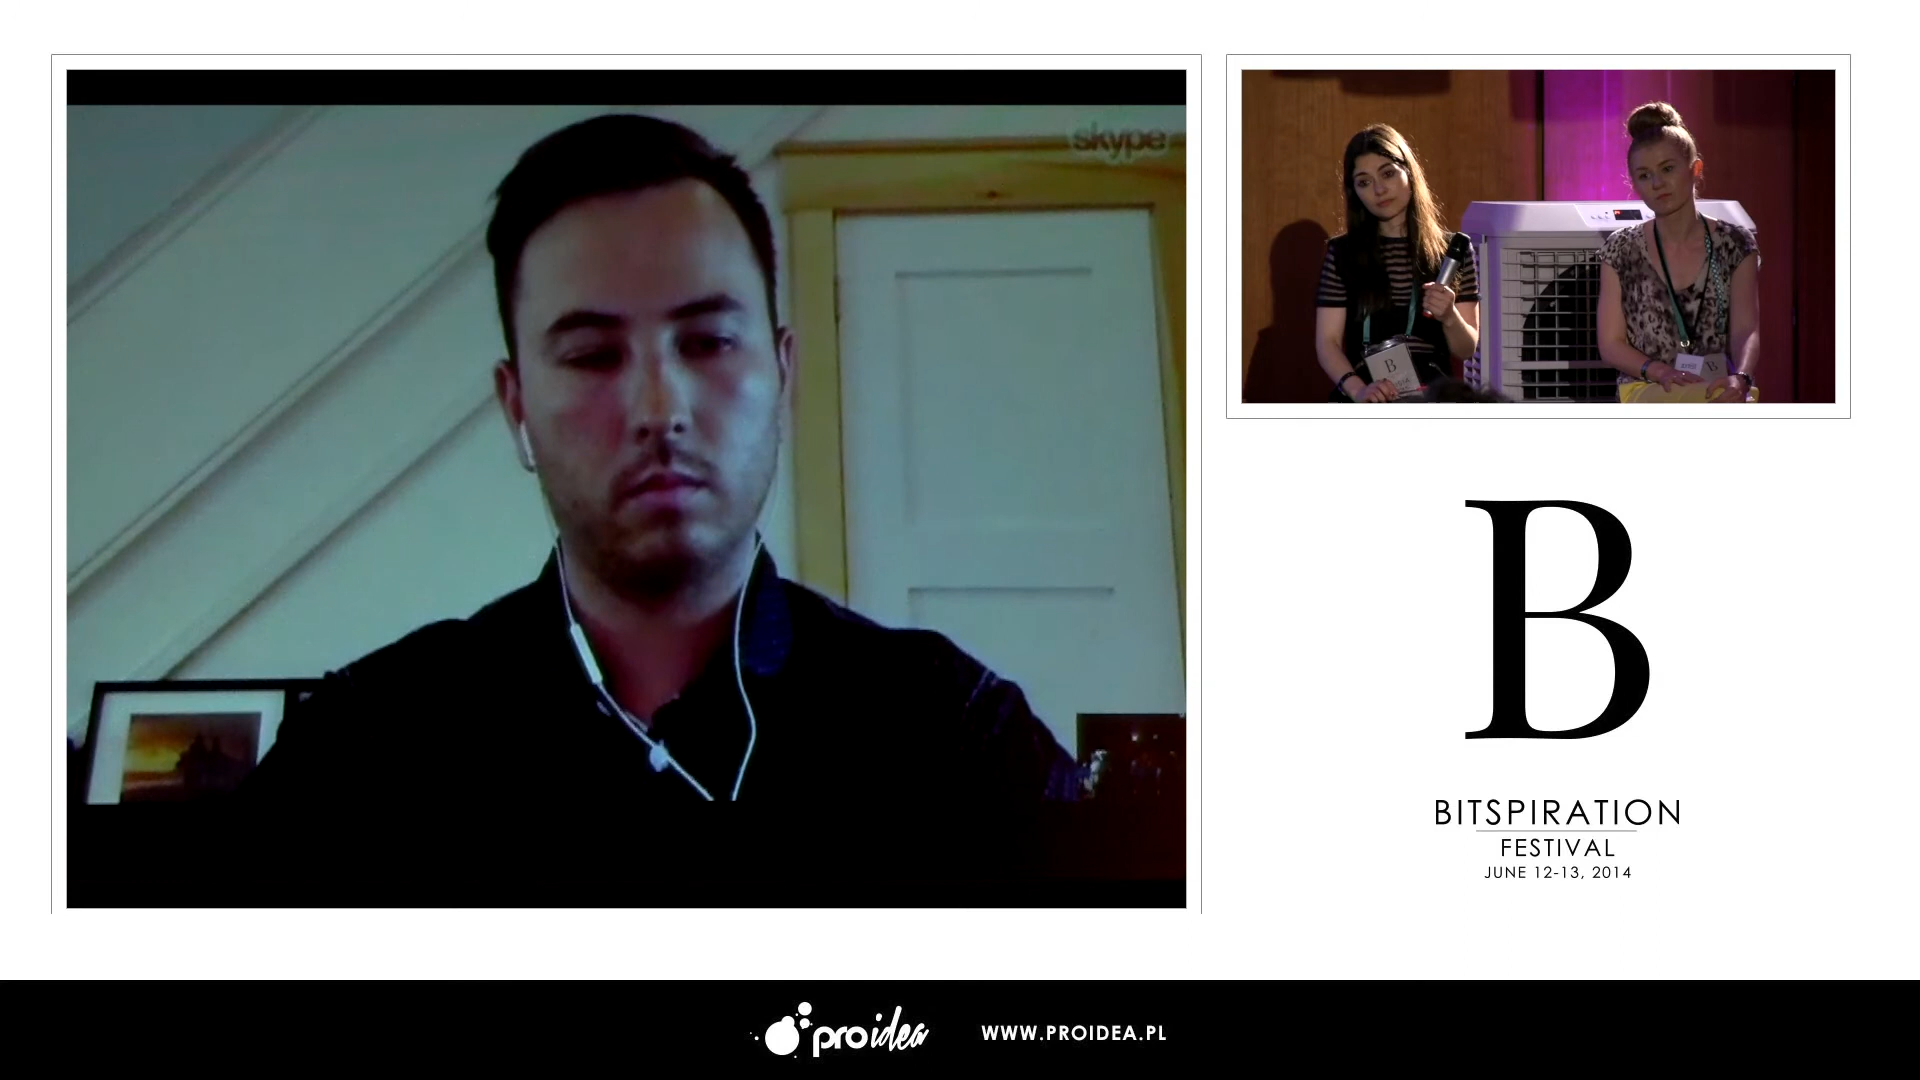 skype
B
B
B
BITSPIRATION
FESTIVAL
JUNE 12-13, 2014
proidea
WWW.PROIDEA.PL